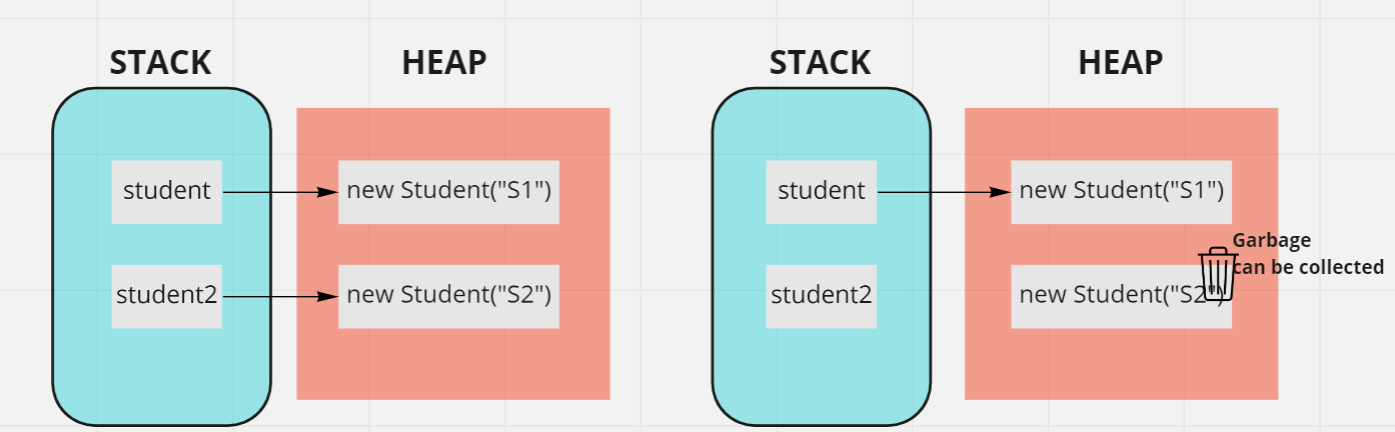 STACK
HEAP
student
new Student("S1")
student2
new Student("S2")
STACK
HEAP
student
new Student("S1")
Garbage
can be collected
student2
new Student("S2")